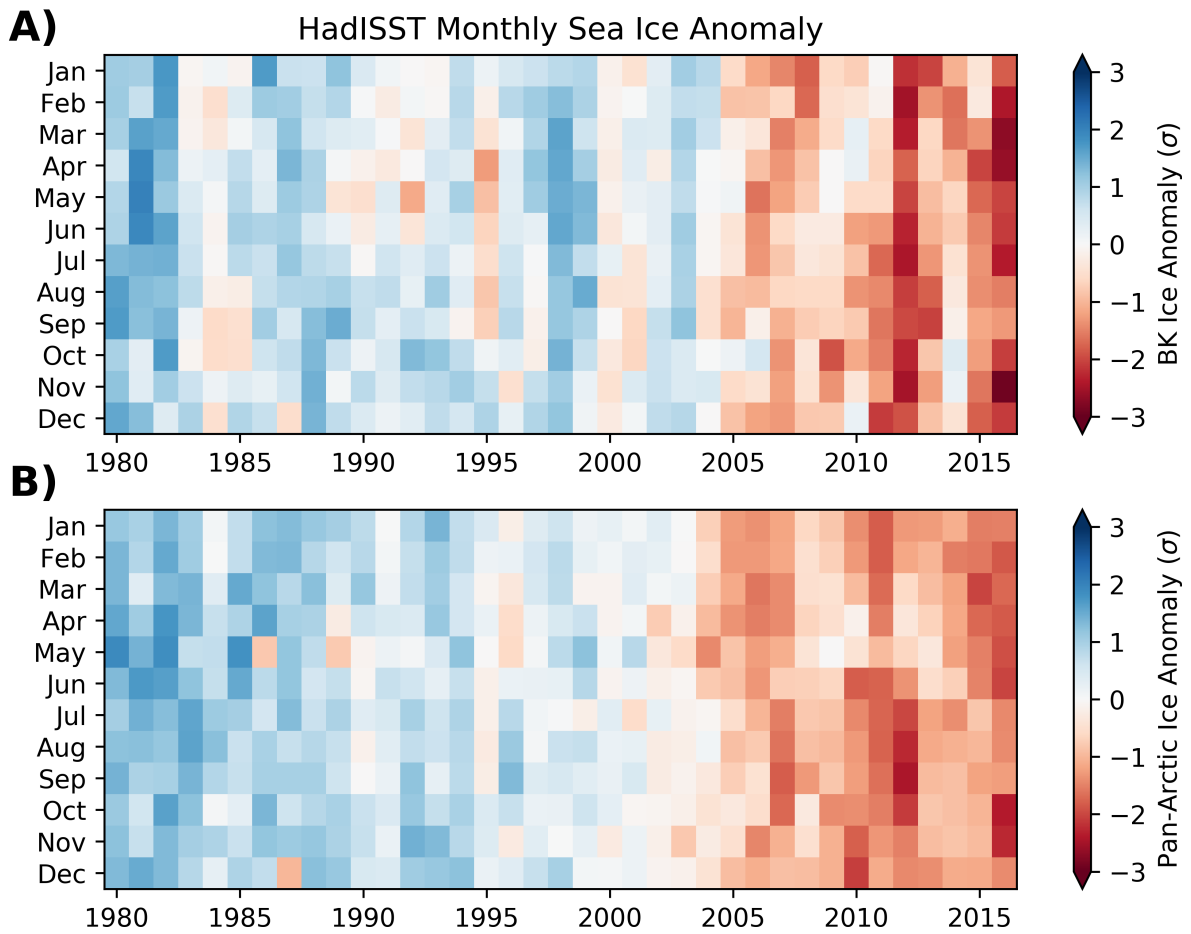 A)
HadISST Monthly Sea Ice Anomaly
Jan
Feb
Mar
Apr
May
Jun
Jul
Aug
Sep
Oct
Nov
Dec
1980 1985 1990 1995 2000 2005 2010 2015
3
2
1
0
−1
−2
−3
BK Ice Anomaly (σ)
B)
Jan
Feb
Mar
Apr
May
Jun
Jul
Aug
Sep
Oct
Nov
Dec
1980 1985 1990 1995 2000 2005 2010 2015
3
2
1
0
−1
−2
−3
Pan-Arctic Ice Anomaly (σ)